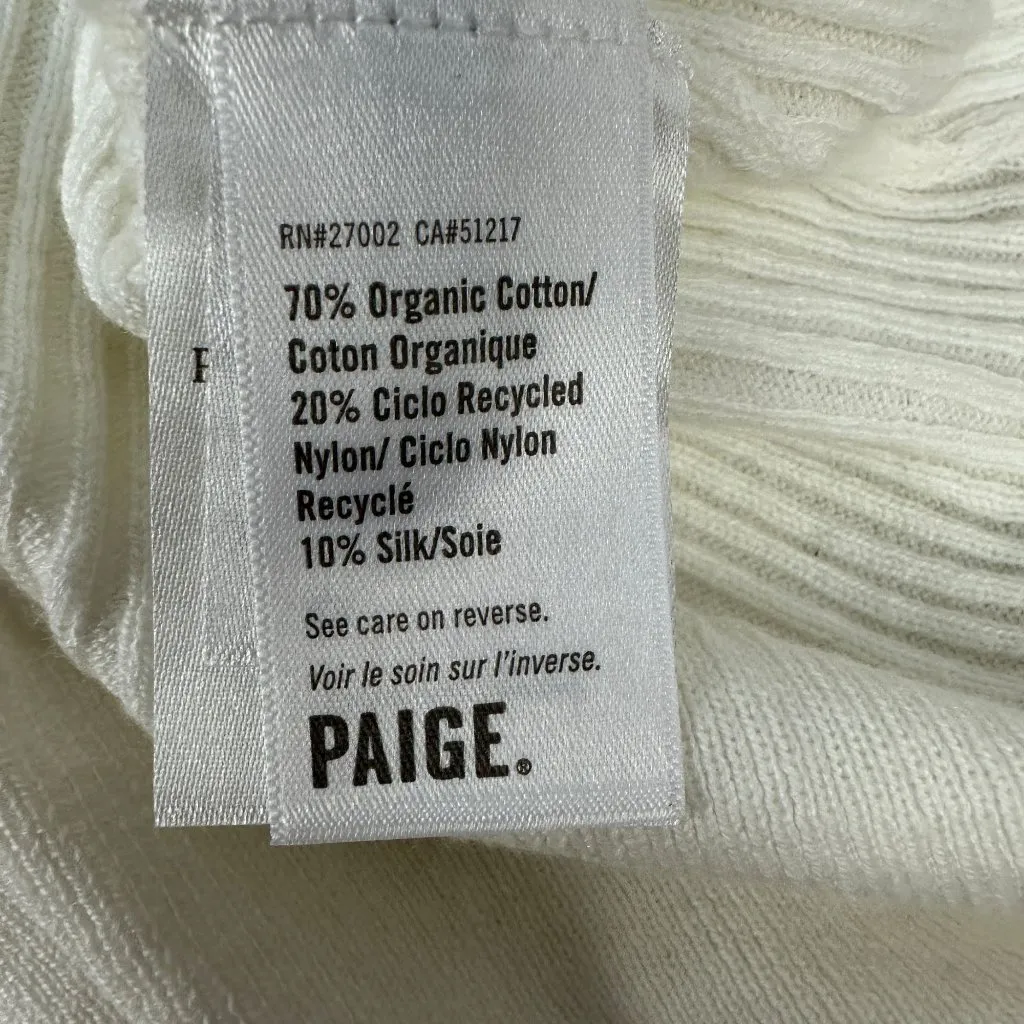 RN#27002 CA#51217
70% Organic Cotton/
Coton Organique
20% Ciclo Recycled
Nylon/ Ciclo Nylon
Recyclé
10% Silk/Soie
See care on reverse.
Voir le soin sur l'inverse.
PAIGE.®